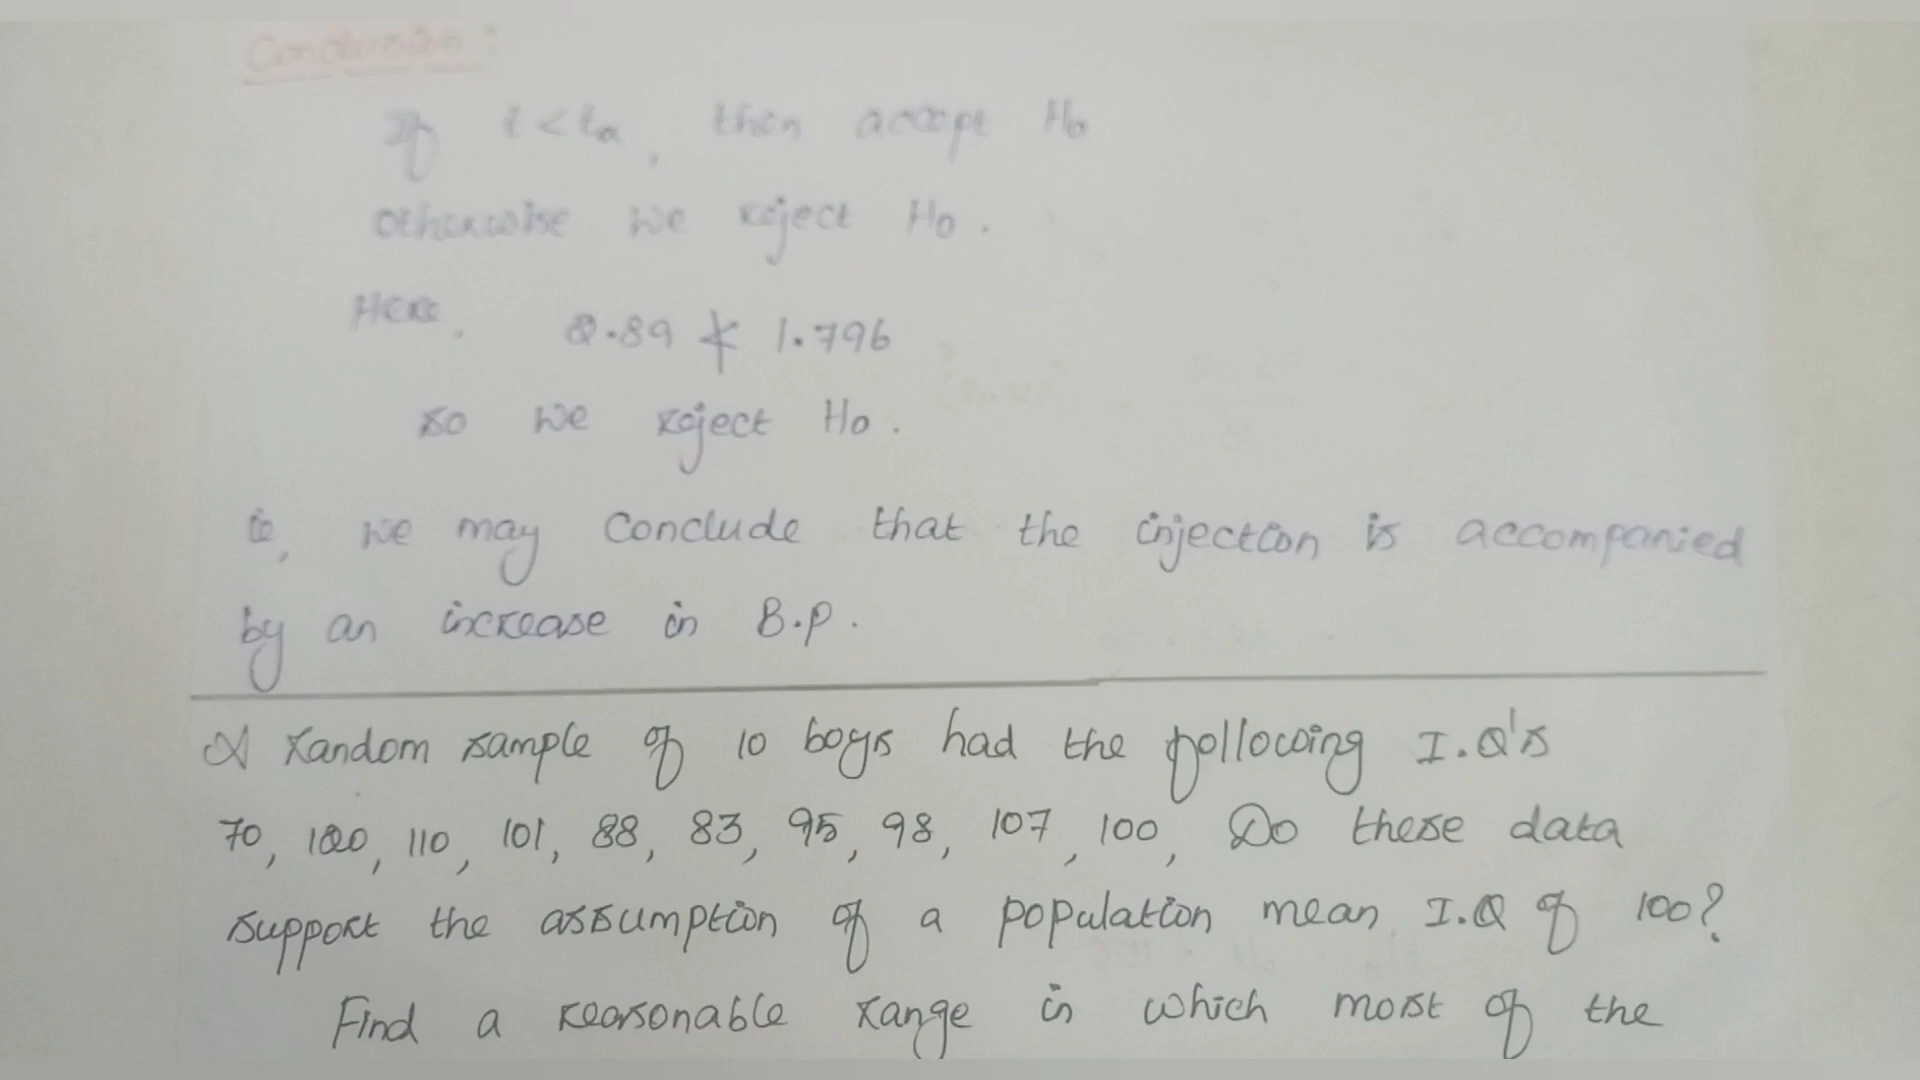 Conclusion:
If t < tα, then accept H0
otherwise we reject H0.
Here, 2.89 ≮ 1.796
so we reject H0.
ie, we may conclude that the injection is accompanied
by an increase in B.P.
A random sample of 10 boys had the following I.Q's
70, 120, 110, 101, 88, 83, 95, 98, 107, 100, Do these data
support the assumption of a population mean I.Q of 100?
Find a reasonable range in which most of the